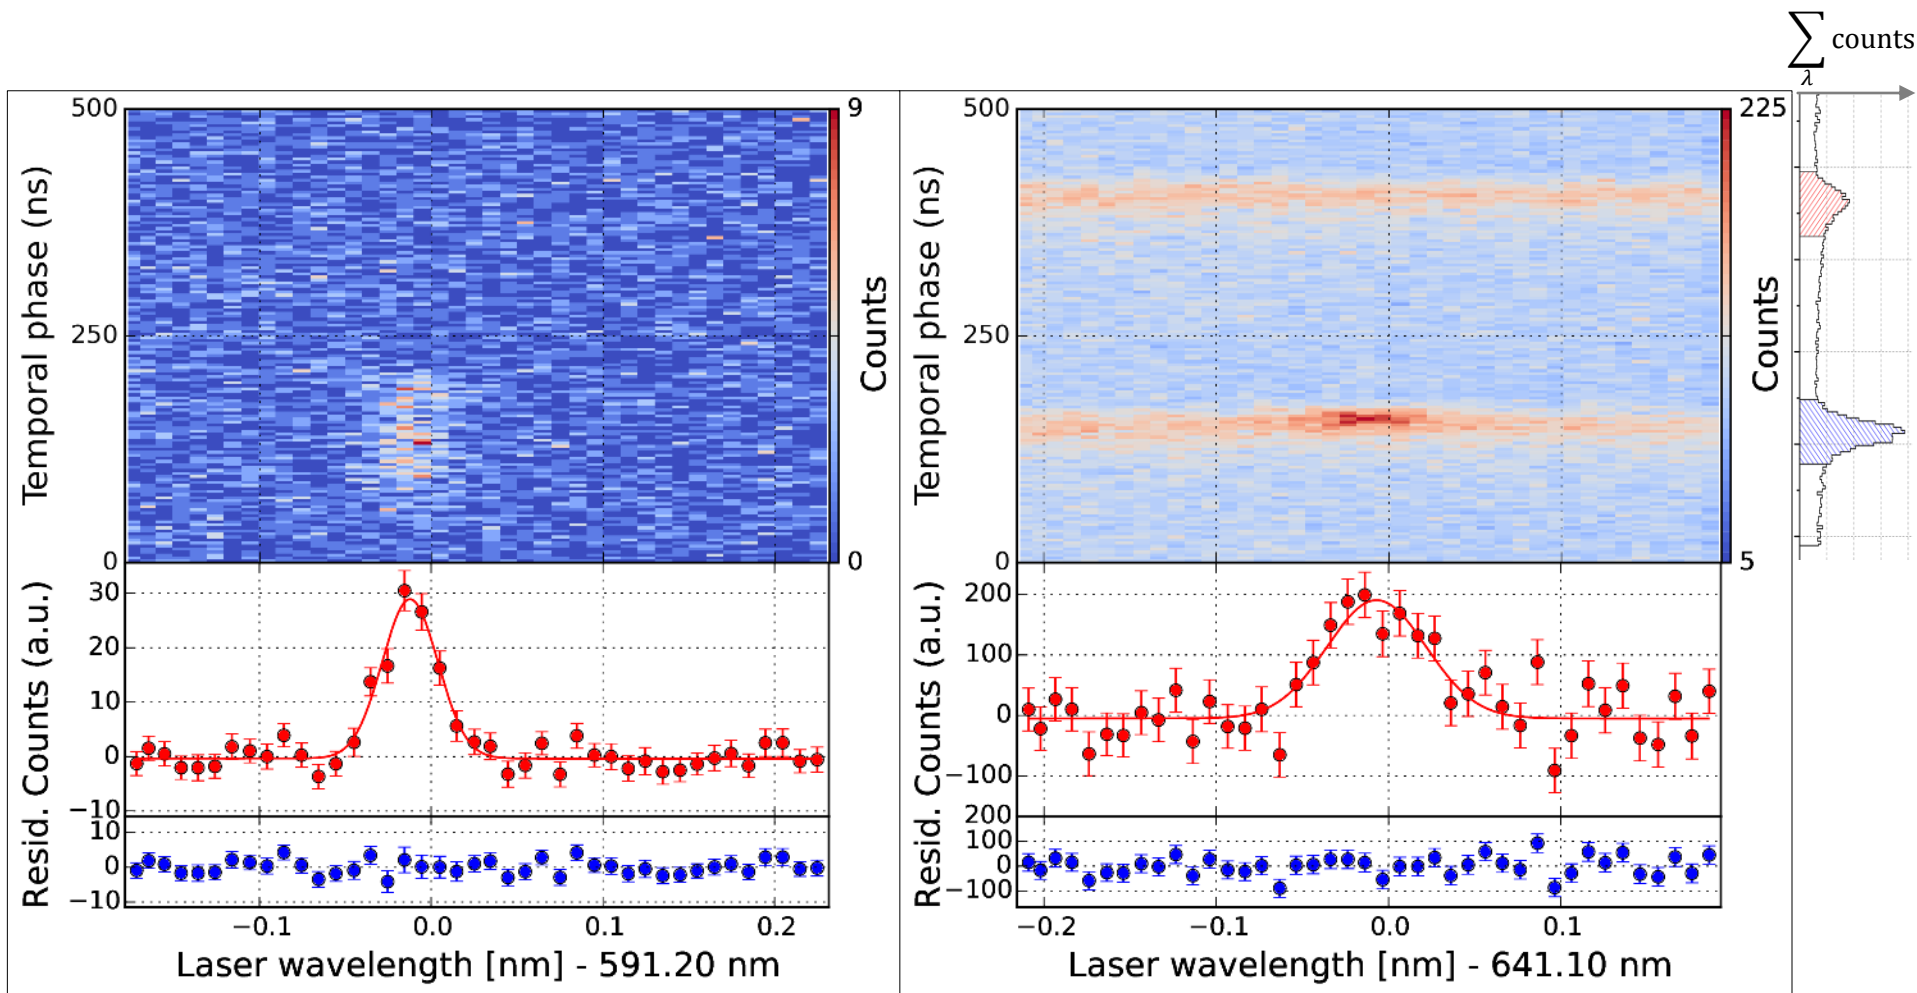 ∑ counts
λ
500
250
0
Temporal phase (ns)
9
0
Counts
30
20
10
0
−10
Counts (a.u.)
10
0
−10
Resid.
−0.1
0.0
0.1
0.2
Laser wavelength [nm] - 591.20 nm
500
250
0
Temporal phase (ns)
225
5
Counts
200
100
0
−100
Counts (a.u.)
200
100
0
−100
Resid.
−0.2
−0.1
0.0
0.1
Laser wavelength [nm] - 641.10 nm